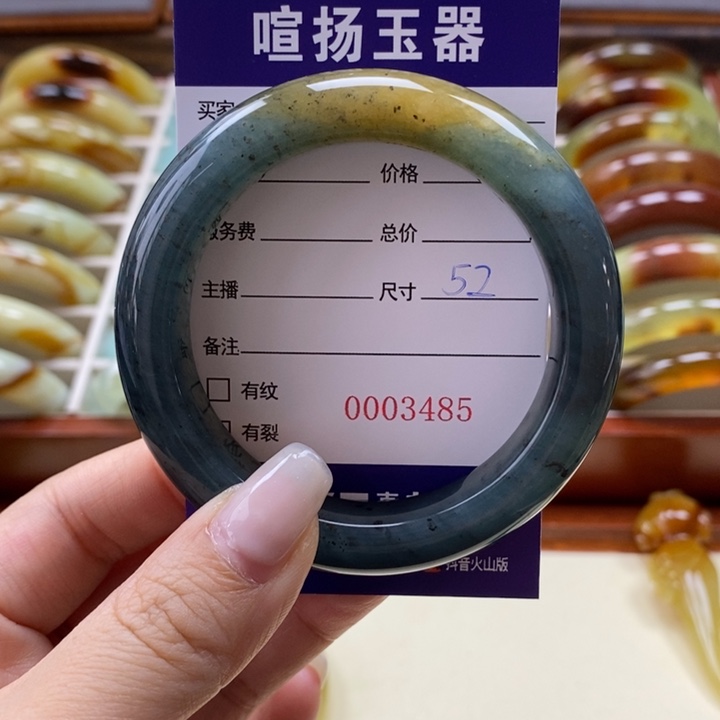 喧扬玉器
买家
价格
务费 总价
主播 尺寸 52
备注
有纹
0003485
有裂
抖音火山版